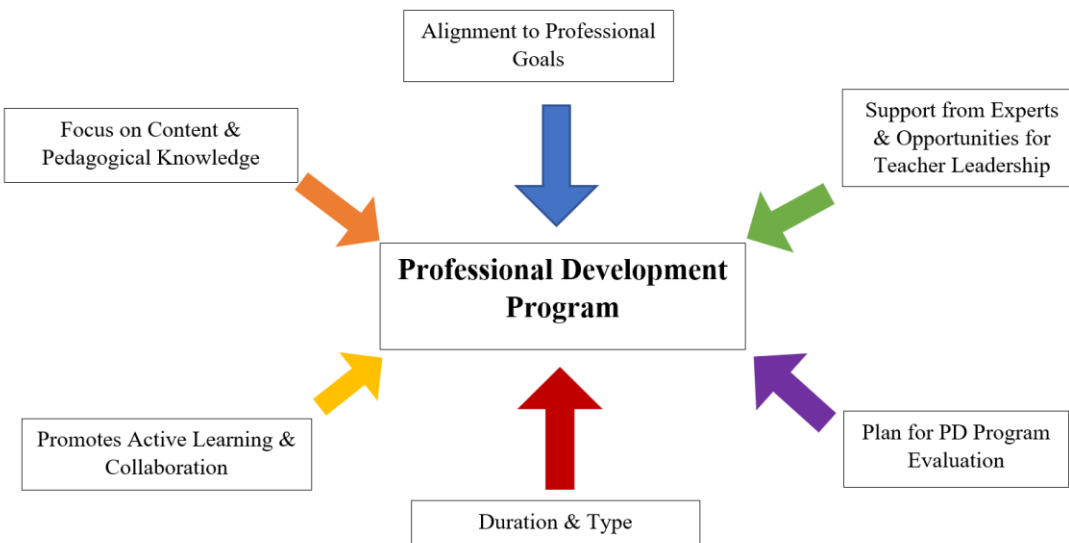 Alignment to Professional
Goals
Focus on Content &
Pedagogical Knowledge
Support from Experts
& Opportunities for
Teacher Leadership
Professional Development
Program
Promotes Active Learning &
Collaboration
Plan for PD Program
Evaluation
Duration & Type